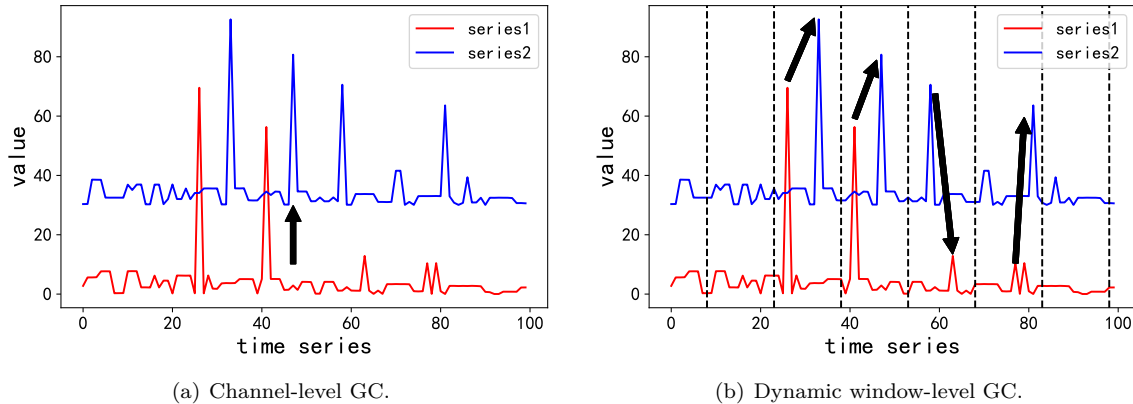 series1
series2
value
80
60
40
20
0
0 20 40 60 80 100
time series
(a) Channel-level GC.
series1
series2
value
80
60
40
20
0
0 20 40 60 80 100
time series
(b) Dynamic window-level GC.